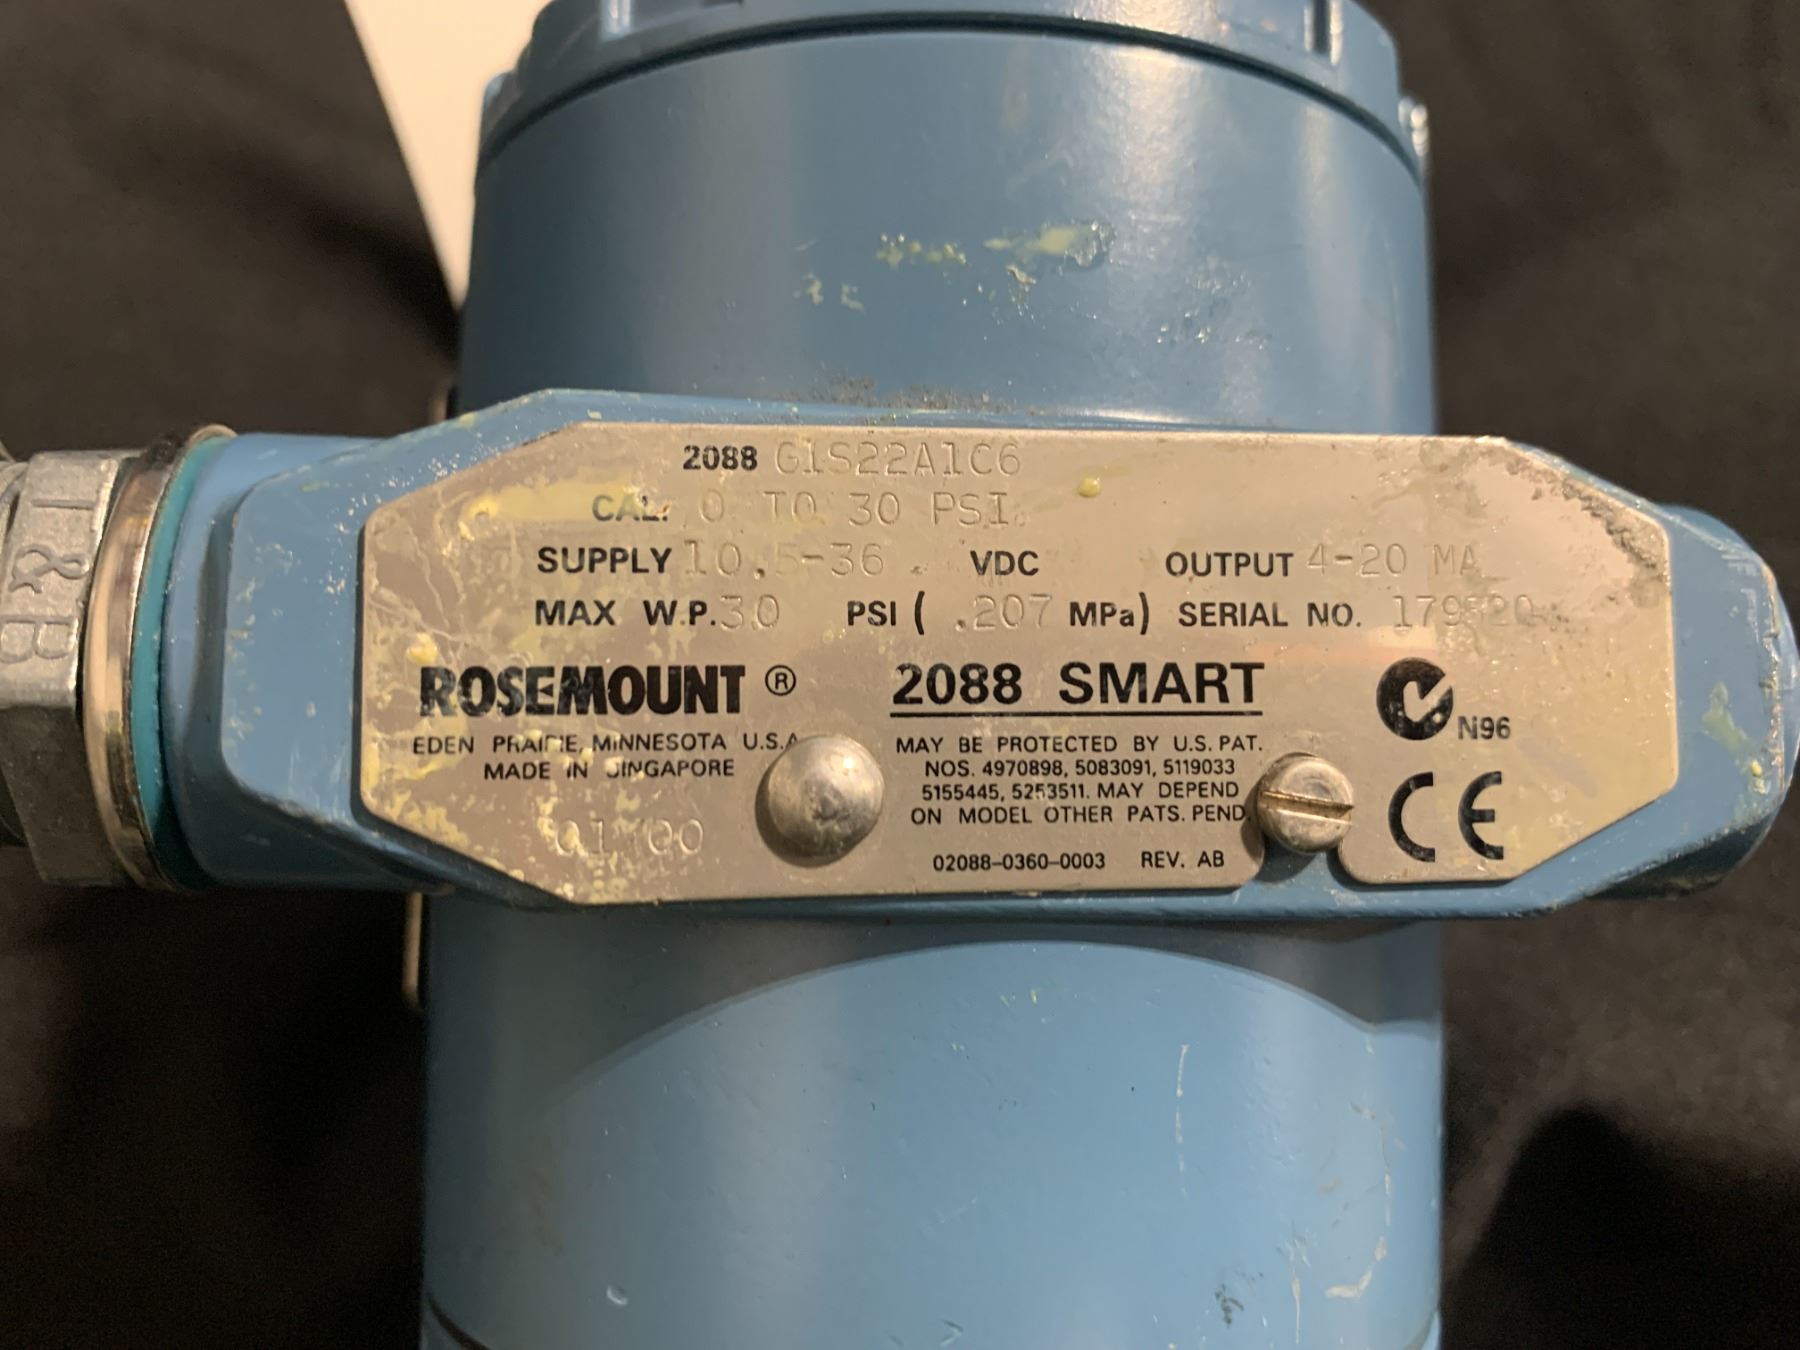 2088 G1S22A1C6
CAL. 0 TO 30 PSI
SUPPLY 10.5-36 VDC OUTPUT 4-20 MA
MAX W.P. 30 PSI ( .207 MPa) SERIAL NO. 179520
ROSEMOUNT ® 2088 SMART
N96
EDEN PRAIRIE, MINNESOTA U.S.A.
MADE IN SINGAPORE
MAY BE PROTECTED BY U.S. PAT.
NOS. 4970898, 5083091, 5119033
5155445, 5253511. MAY DEPEND
ON MODEL OTHER PATS. PEND.
CE
02088-0360-0003 REV. AB
T&B